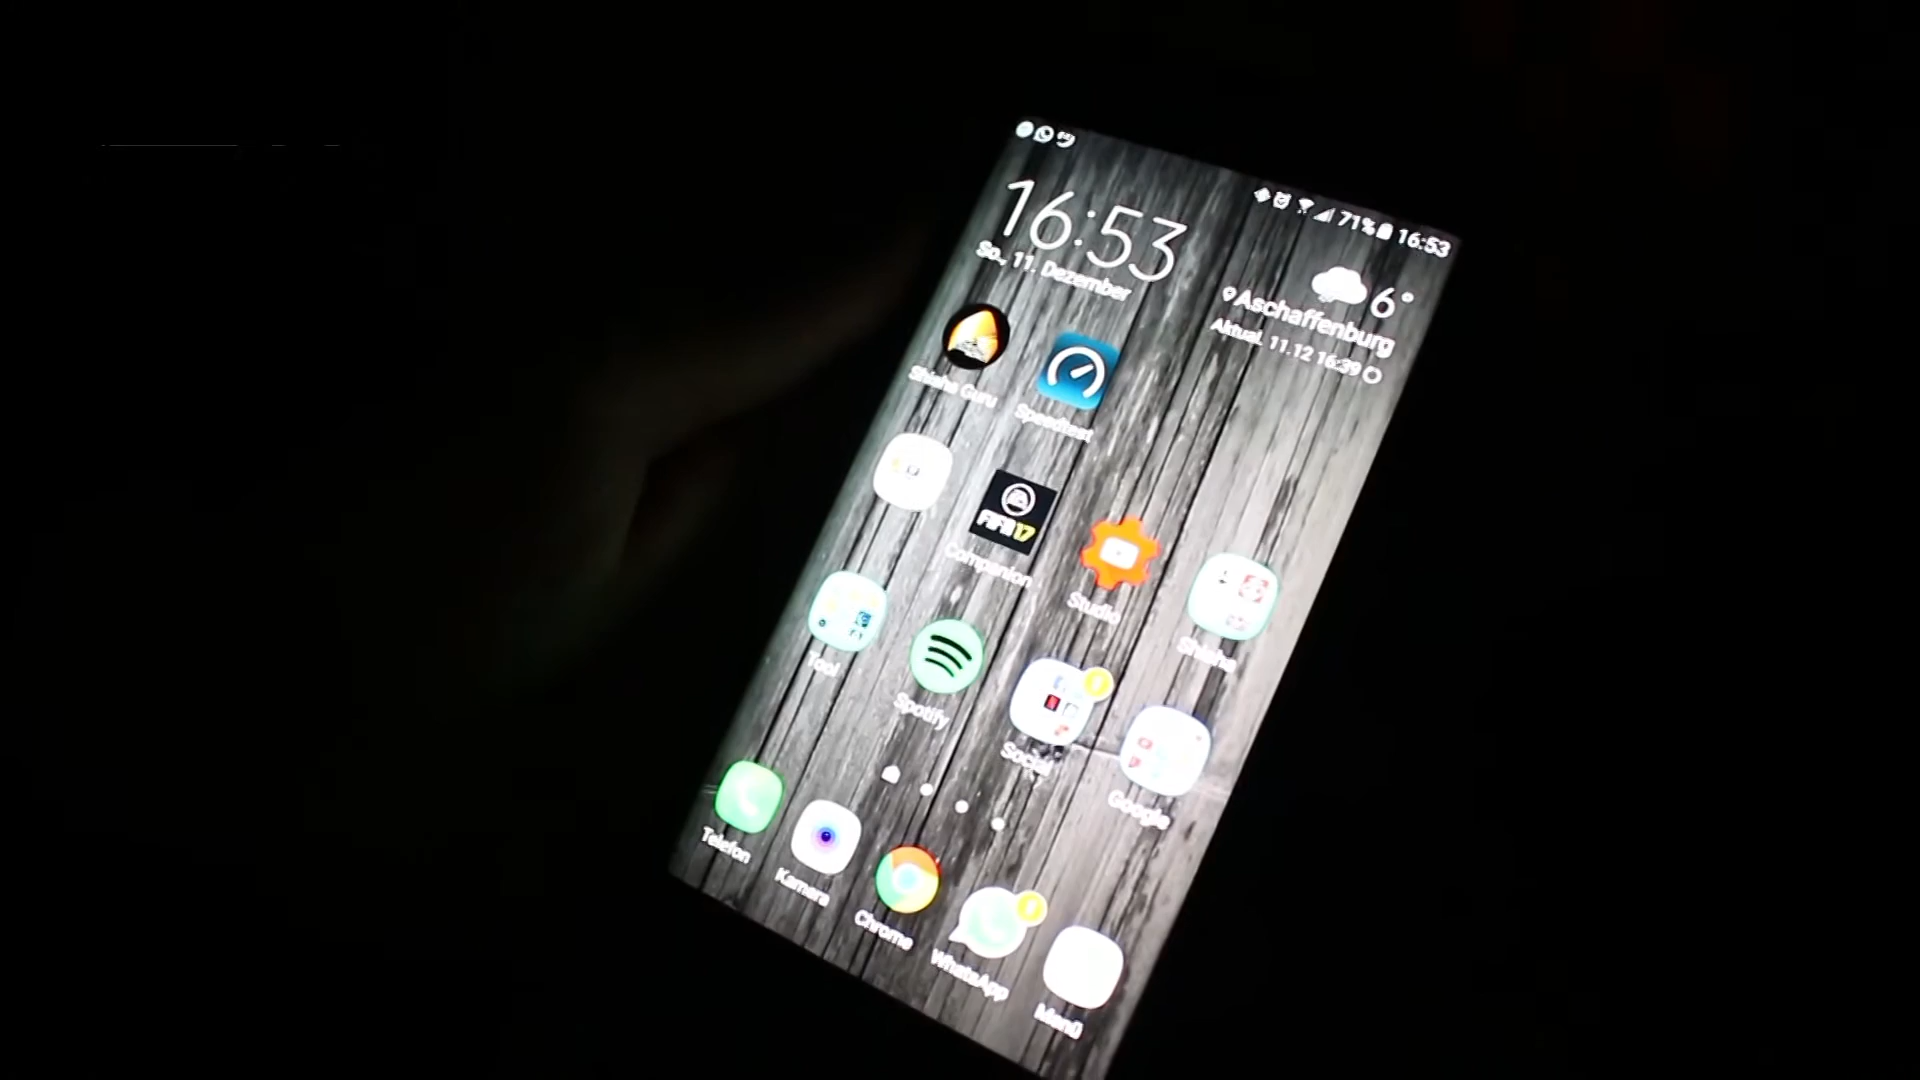 71% 16:53
16:53
So., 11. Dezember
6°
Aschaffenburg
Aktual. 11.12 16:39
Shisha Guru
Speedtest
FIFA 17
Companion
Studio
Shisha
Tool
Spotify
Social
Google
Telefon
Kamera
Chrome
WhatsApp
Menü